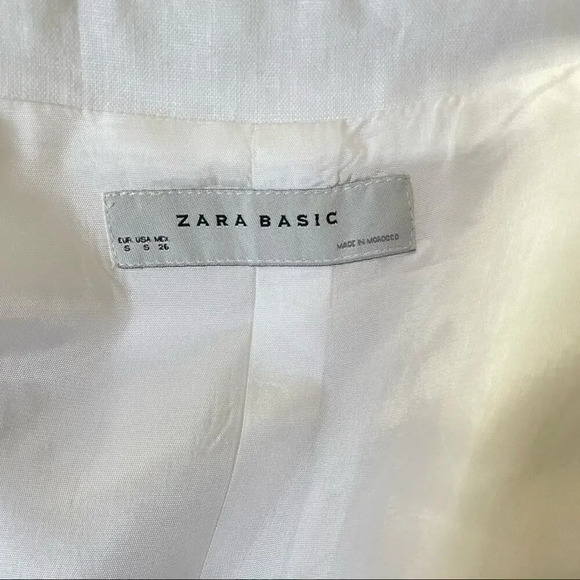 ZARA BASIC
EUR USA MEX
S S 26
MADE IN MOROCCO